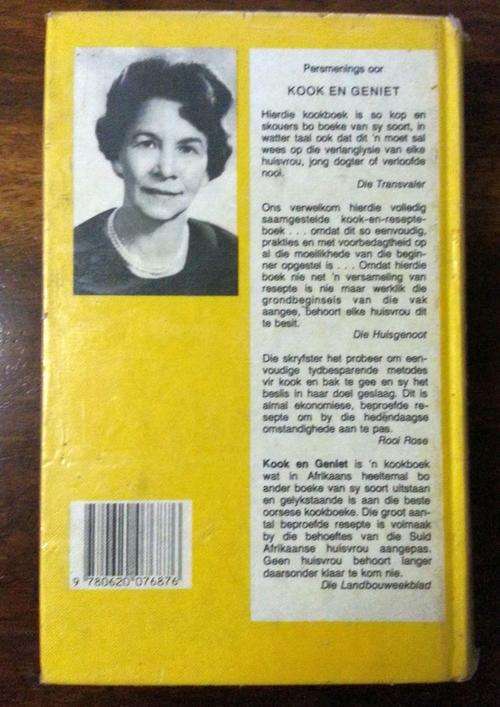 Persmenings oor
KOOK EN GENIET
Hierdie kookboek is so kop en
skouers bo boeke van sy soort, in
watter taal ook dat dit 'n moet sal
wees op die verlanglysie van elke
huisvrou, jong dogter of verloofde
nooi.
Die Transvaler
Ons verwelkom hierdie volledig
saamgestelde kook-en-resepte-
boek . . . omdat dit so eenvoudig,
prakties en met voorbedagtheid op
al die moeilikhede van die begin-
ner opgestel is . . . Omdat hierdie
boek nie net 'n versameling van
resepte is nie maar werklik die
grondbeginsels van die vak
aangee, behoort elke huisvrou dit
te besit.
Die Huisgenoot
Die skryfster het probeer om een-
voudige tydbesparende metodes
vir kook en bak te gee en sy het
beslis in haar doel geslaag. Dit is
almal ekonomiese, beproefde re-
septe om by die hedendaagse
omstandighede aan te pas.
Rooi Rose
Kook en Geniet is 'n kookboek
wat in Afrikaans heeltemal bo
ander boeke van sy soort uitstaan
en gelykstaande is aan die beste
oorsese kookboeke. Die groot aan-
tal beproefde resepte is volmaak
by die behoeftes van die Suid
Afrikaanse huisvrou aangepas.
Geen huisvrou behoort langer
daarsonder klaar te kom nie.
Die Landbouweekblad
9 780620 076876